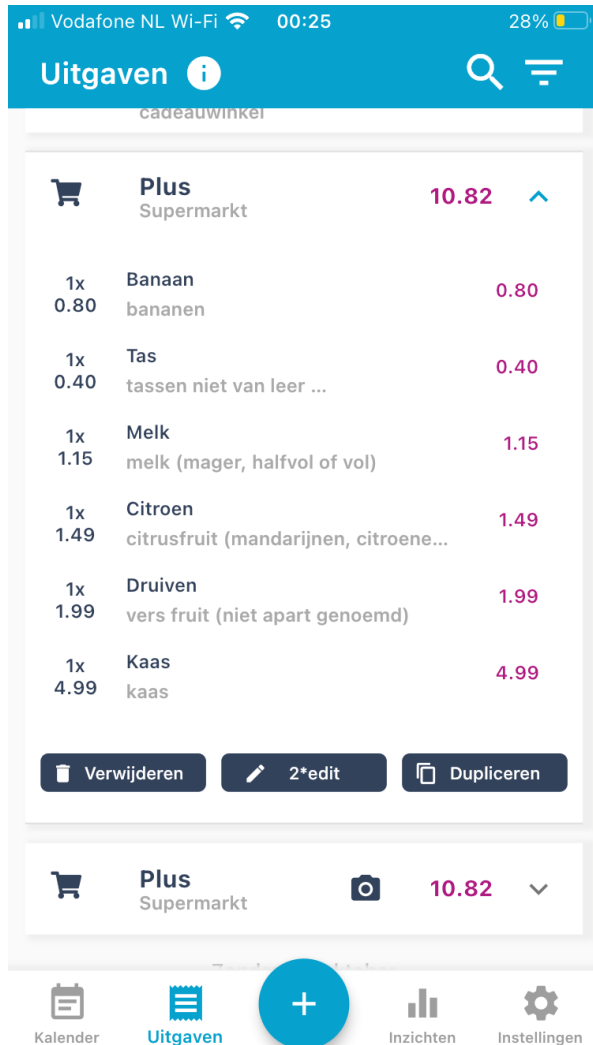 Vodafone NL Wi-Fi 00:25 28%
Uitgaven i
cadeauwinkel
Plus 10.82
Supermarkt
1x Banaan 0.80
0.80 bananen
1x Tas 0.40
0.40 tassen niet van leer ...
1x Melk 1.15
1.15 melk (mager, halfvol of vol)
1x Citroen 1.49
1.49 citrusfruit (mandarijnen, citroene...
1x Druiven 1.99
1.99 vers fruit (niet apart genoemd)
1x Kaas 4.99
4.99 kaas
Verwijderen 2*edit Dupliceren
Plus 10.82
Supermarkt
Kalender Uitgaven + Inzichten Instellingen